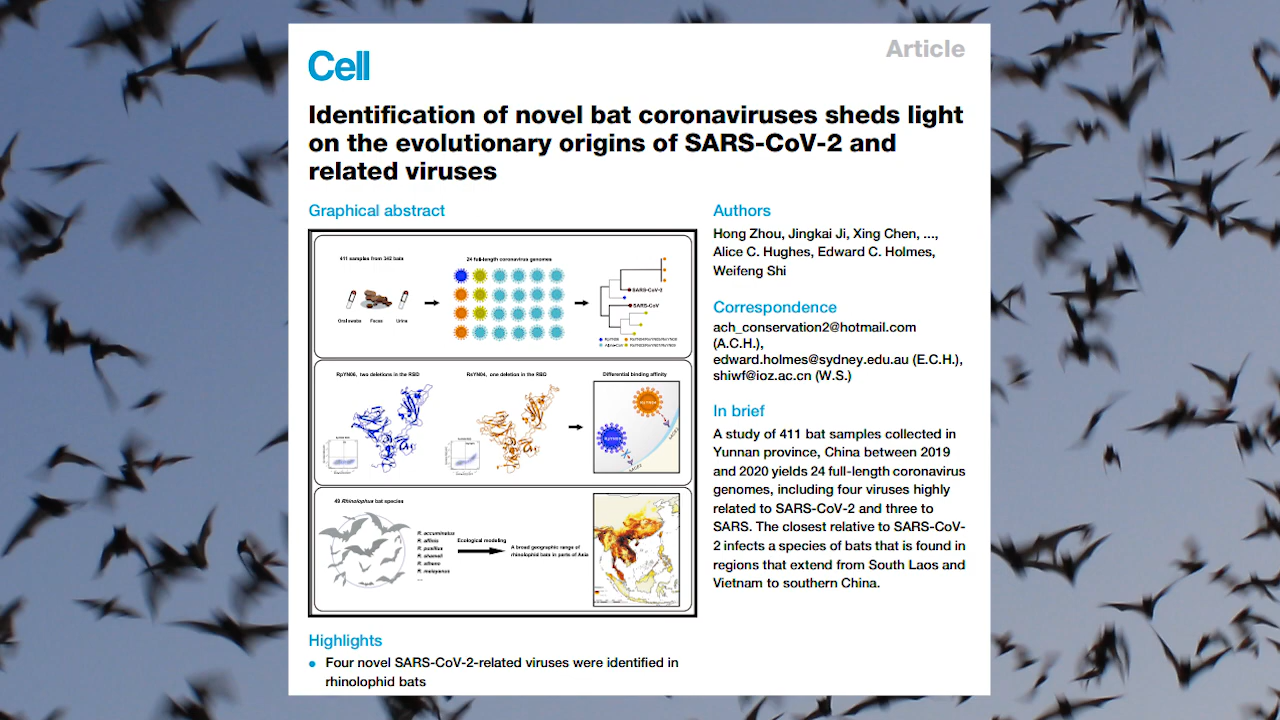 Cell
Article
Identification of novel bat coronaviruses sheds light
on the evolutionary origins of SARS-CoV-2 and
related viruses
Graphical abstract
411 samples from 342 bats
24 full-length coronavirus genomes
Oral swabs
Feces
Urine
SARS-CoV-2
SARS-CoV
RpYN06, two deletions in the RBD
RsYN04, one deletion in the RBD
Differential binding affinity
49 Rhinolophus bat species
R. accuminatus
R. affinis
R. pusillus
R. shameli
Ecological modeling
A broad geographic range of
rhinolophid bats in parts of Asia
Authors
Hong Zhou, Jingkai Ji, Xing Chen, ...,
Alice C. Hughes, Edward C. Holmes,
Weifeng Shi
Correspondence
ach_conservation2@hotmail.com
(A.C.H.),
edward.holmes@sydney.edu.au (E.C.H.),
shiwf@ioz.ac.cn (W.S.)
In brief
A study of 411 bat samples collected in
Yunnan province, China between 2019
and 2020 yields 24 full-length coronavirus
genomes, including four viruses highly
related to SARS-CoV-2 and three to
SARS. The closest relative to SARS-CoV-
2 infects a species of bats that is found in
regions that extend from South Laos and
Vietnam to southern China.
Highlights
Four novel SARS-CoV-2-related viruses were identified in
rhinolophid bats